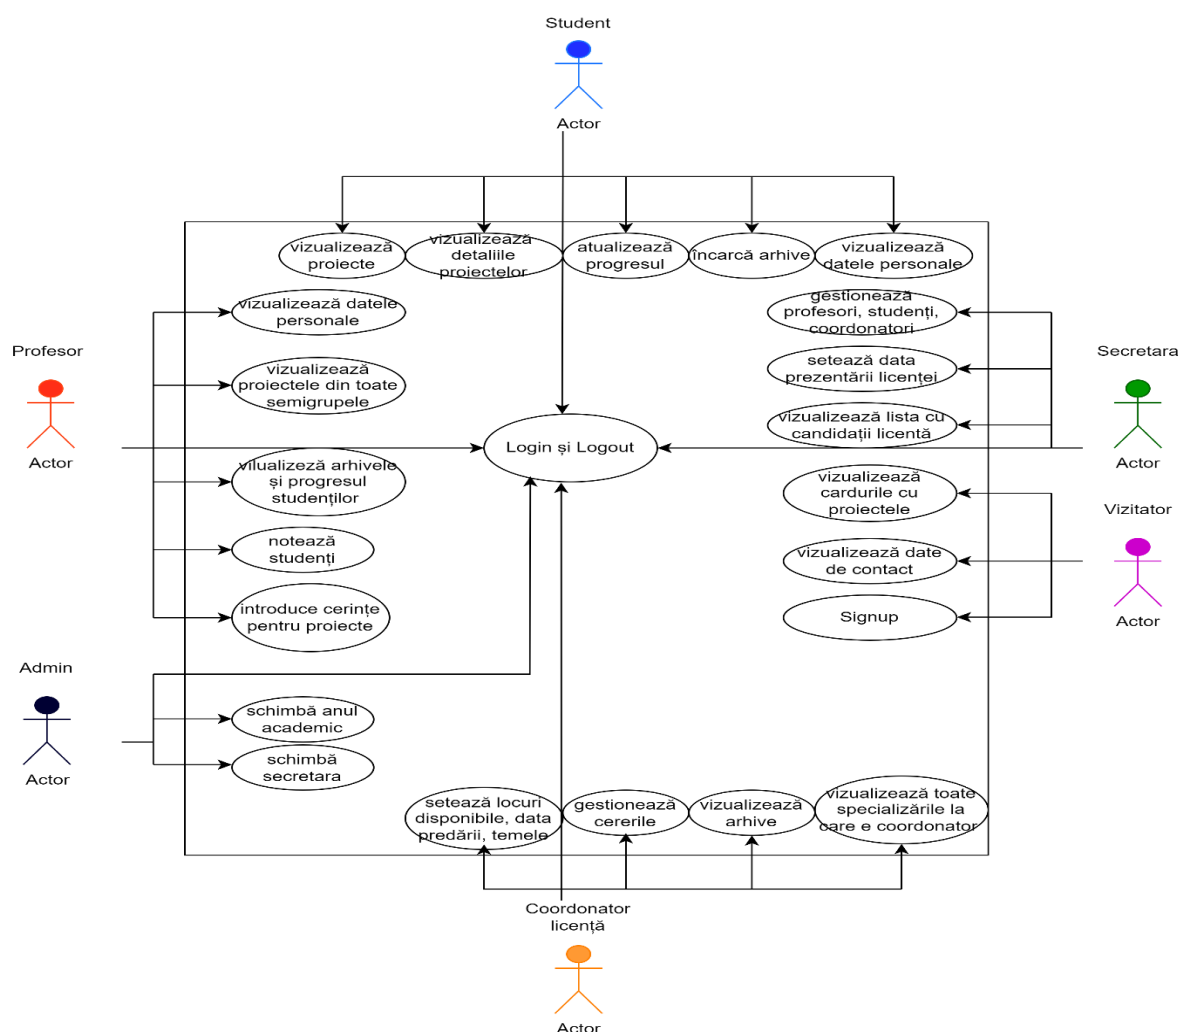 Student
Actor
vizualizează
proiecte
vizualizează
detaliile
proiectelor
atualizează
progresul
încarcă arhive
vizualizează
datele personale
vizualizează datele
personale
gestionează
profesori, studenți,
coordonatori
Profesor
Actor
vizualizează
proiectele din toate
semigrupele
setează data
prezentării licenței
Secretara
Actor
vizualizează lista cu
candidații licentă
Login și Logout
vilualizeză arhivele
și progresul
studenților
vizualizează
cardurile cu
proiectele
Vizitator
Actor
notează
studenți
vizualizează date
de contact
introduce cerințe
pentru proiecte
Signup
Admin
Actor
schimbă anul
academic
schimbă
secretara
setează locuri
disponibile, data
predării, temele
gestionează
cererile
vizualizează
arhive
vizualizează toate
specializările la
care e coordonator
Coordonator
licență
Actor